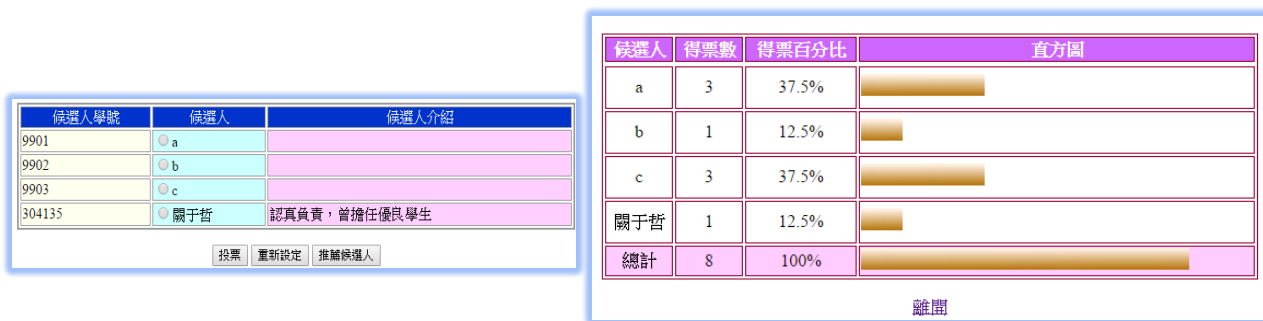 候選人學號 候選人 候選人介紹
9901 a
9902 b
9903 c
304135 關于哲 認真負責，曾擔任優良學生
投票 重新設定 推薦候選人
候選人 得票數 得票百分比 直方圖
a 3 37.5%
b 1 12.5%
c 3 37.5%
關于哲 1 12.5%
總計 8 100%
離開